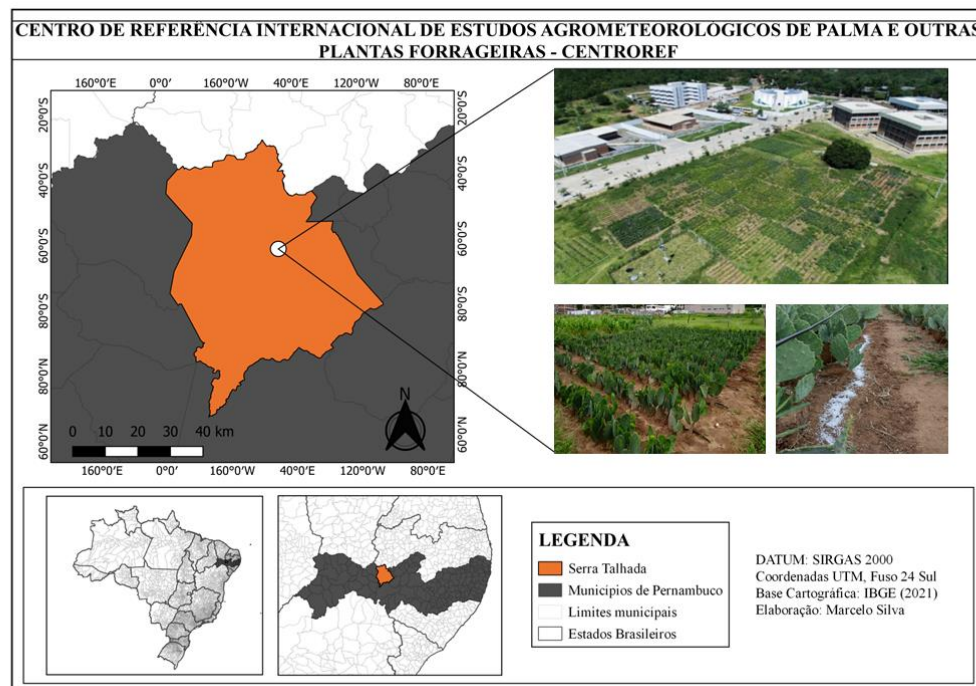 CENTRO DE REFERÊNCIA INTERNACIONAL DE ESTUDOS AGROMETEOROLOGICOS DE PALMA E OUTRAS
PLANTAS FORRAGEIRAS - CENTROREF
160°0'E 0°0' 160°0'W 40°0'E 120°0'W 80°0'E
20°0'S 20°0'S
40°0'S 40°0'S
60°0'S 60°0'S
80°0'S 80°0'S
80°0'N 80°0'N
60°0'N 60°0'N
N
0 10 20 30 40 km
160°0'E 0°0' 160°0'W 40°0'E 120°0'W 80°0'E
LEGENDA
Serra Talhada
Municípios de Pernambuco
Limites municipais
Estados Brasileiros
DATUM: SIRGAS 2000
Coordenadas UTM, Fuso 24 Sul
Base Cartográfica: IBGE (2021)
Elaboração: Marcelo Silva